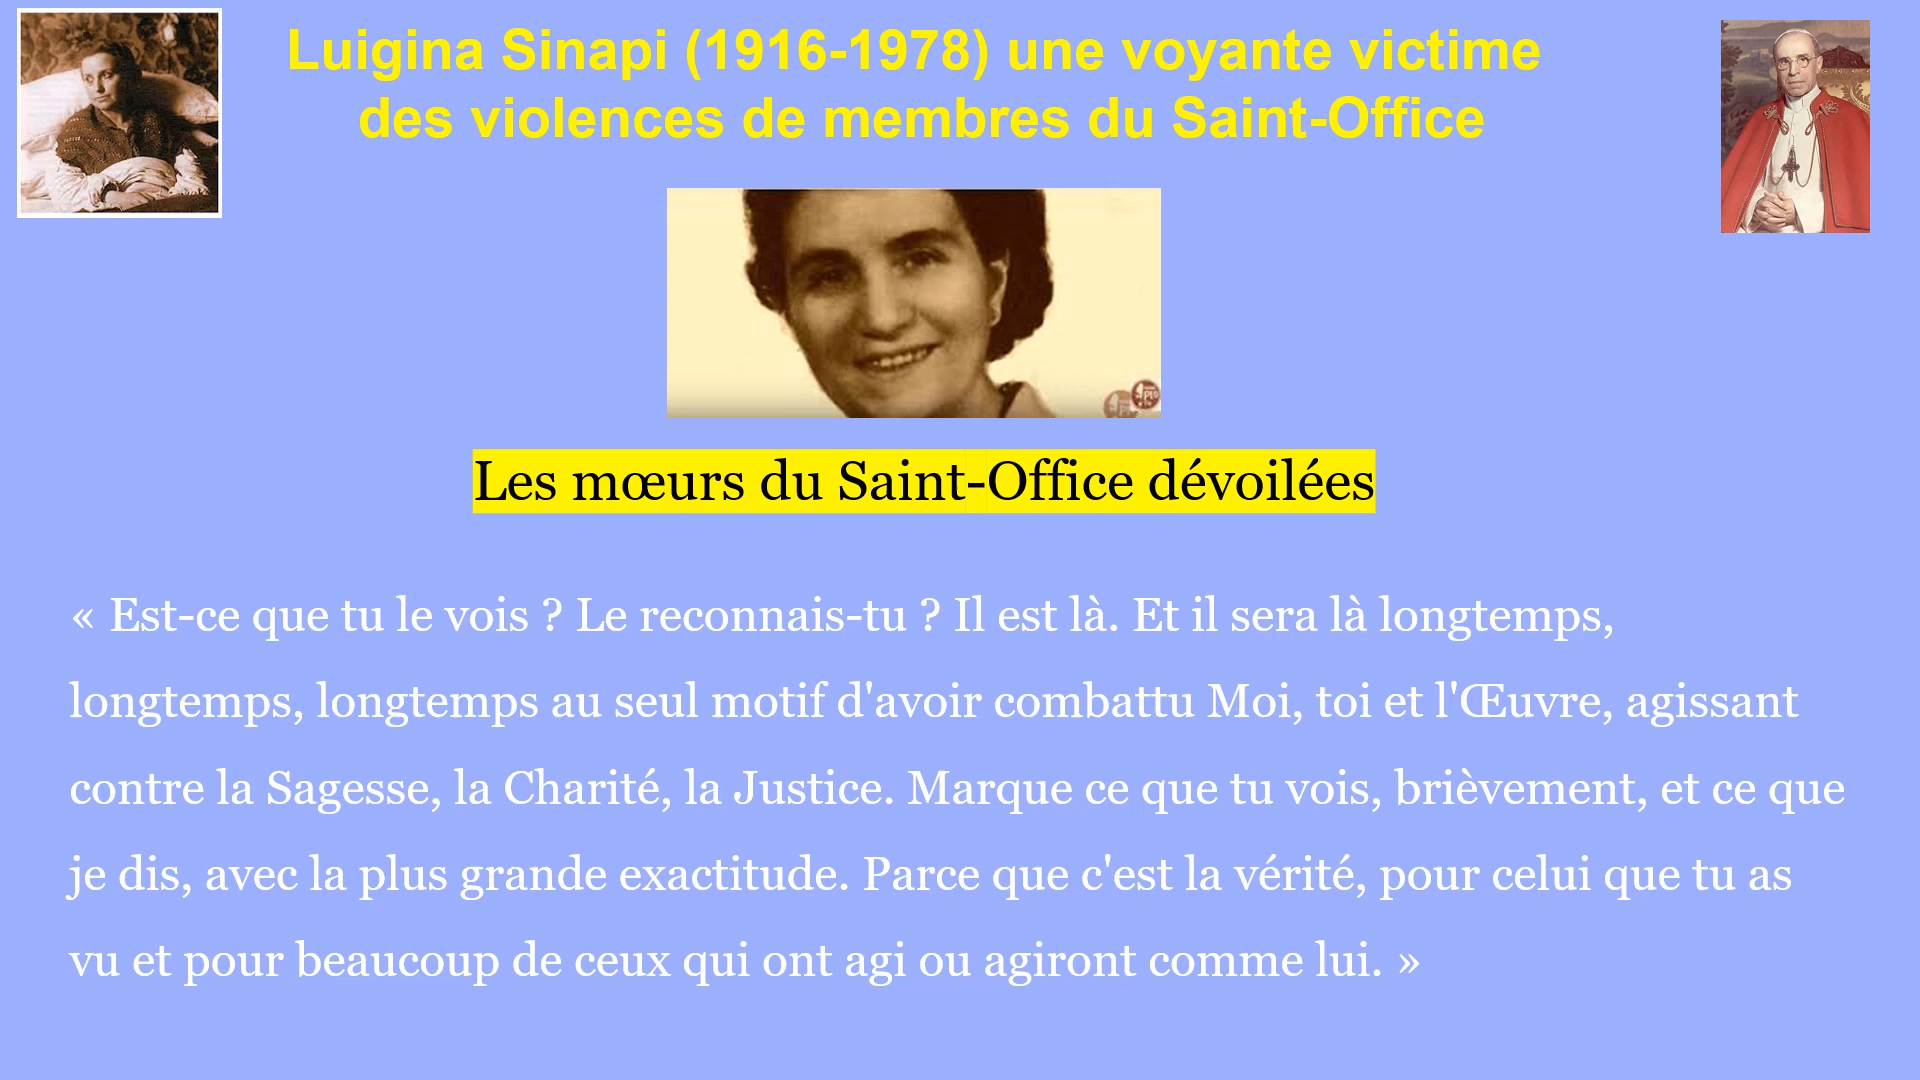 Luigina Sinapi (1916-1978) une voyante victime
des violences de membres du Saint-Office
Les mœurs du Saint-Office dévoilées
« Est-ce que tu le vois ? Le reconnais-tu ? Il est là. Et il sera là longtemps,
longtemps, longtemps au seul motif d'avoir combattu Moi, toi et l'Œuvre, agissant
contre la Sagesse, la Charité, la Justice. Marque ce que tu vois, brièvement, et ce que
je dis, avec la plus grande exactitude. Parce que c'est la vérité, pour celui que tu as
vu et pour beaucoup de ceux qui ont agi ou agiront comme lui. »